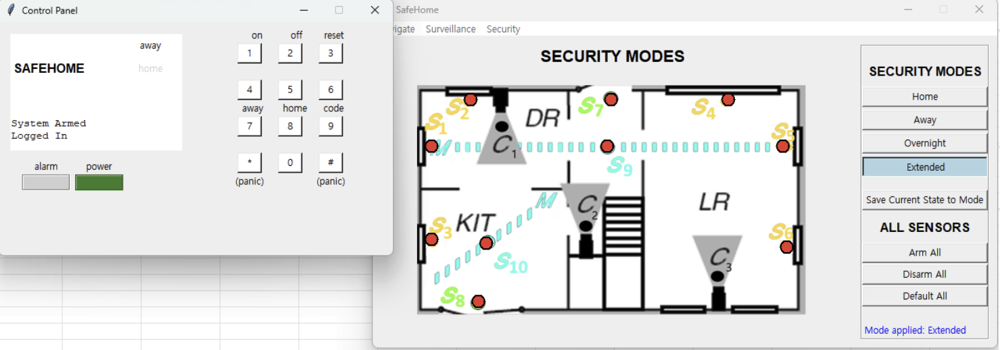 Control Panel
away
SAFEHOME
home
System Armed
Logged In
alarm power
on off reset
1 2 3
4 5 6
away home code
7 8 9
* 0 #
(panic) (panic)
SafeHome
igate Surveillance Security
SECURITY MODES
S2 S7 S4
DR
S1 S5
M C1 S9
M C2 LR
KIT
S3 S6
S10 C3
S8
SECURITY MODES
Home
Away
Overnight
Extended
Save Current State to Mode
ALL SENSORS
Arm All
Disarm All
Default All
Mode applied: Extended